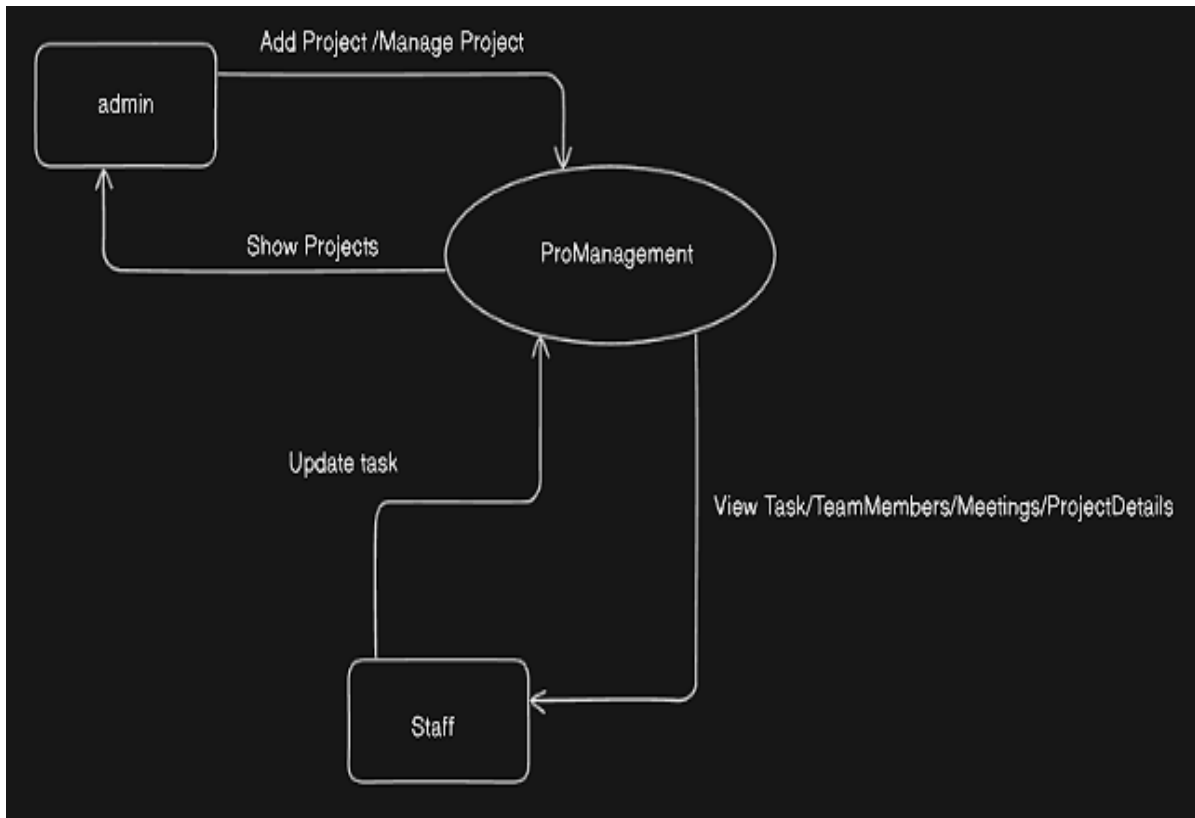 Add Project /Manage Project
admin
Show Projects
ProManagement
Update task
View Task/TeamMembers/Meetings/ProjectDetails
Staff